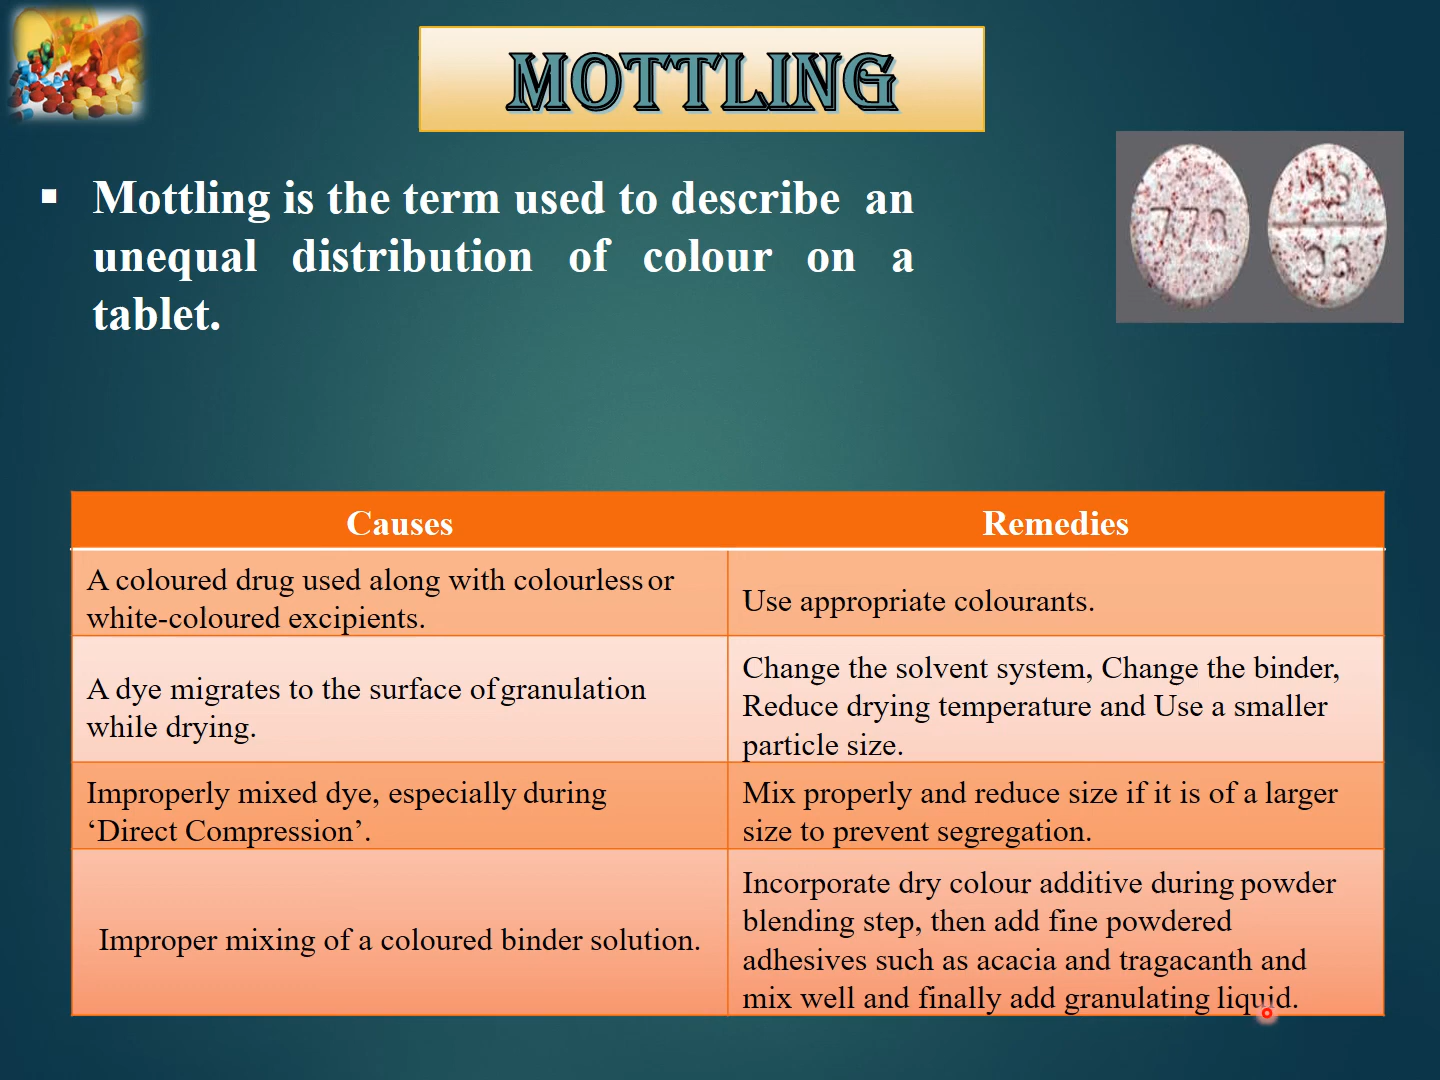 MOTTLING
▪ Mottling is the term used to describe an
unequal distribution of colour on a
tablet.
Causes
Remedies
A coloured drug used along with colourless or
white-coloured excipients.
Use appropriate colourants.
A dye migrates to the surface of granulation
while drying.
Change the solvent system, Change the binder,
Reduce drying temperature and Use a smaller
particle size.
Improperly mixed dye, especially during
‘Direct Compression’.
Mix properly and reduce size if it is of a larger
size to prevent segregation.
Improper mixing of a coloured binder solution.
Incorporate dry colour additive during powder
blending step, then add fine powdered
adhesives such as acacia and tragacanth and
mix well and finally add granulating liquid.